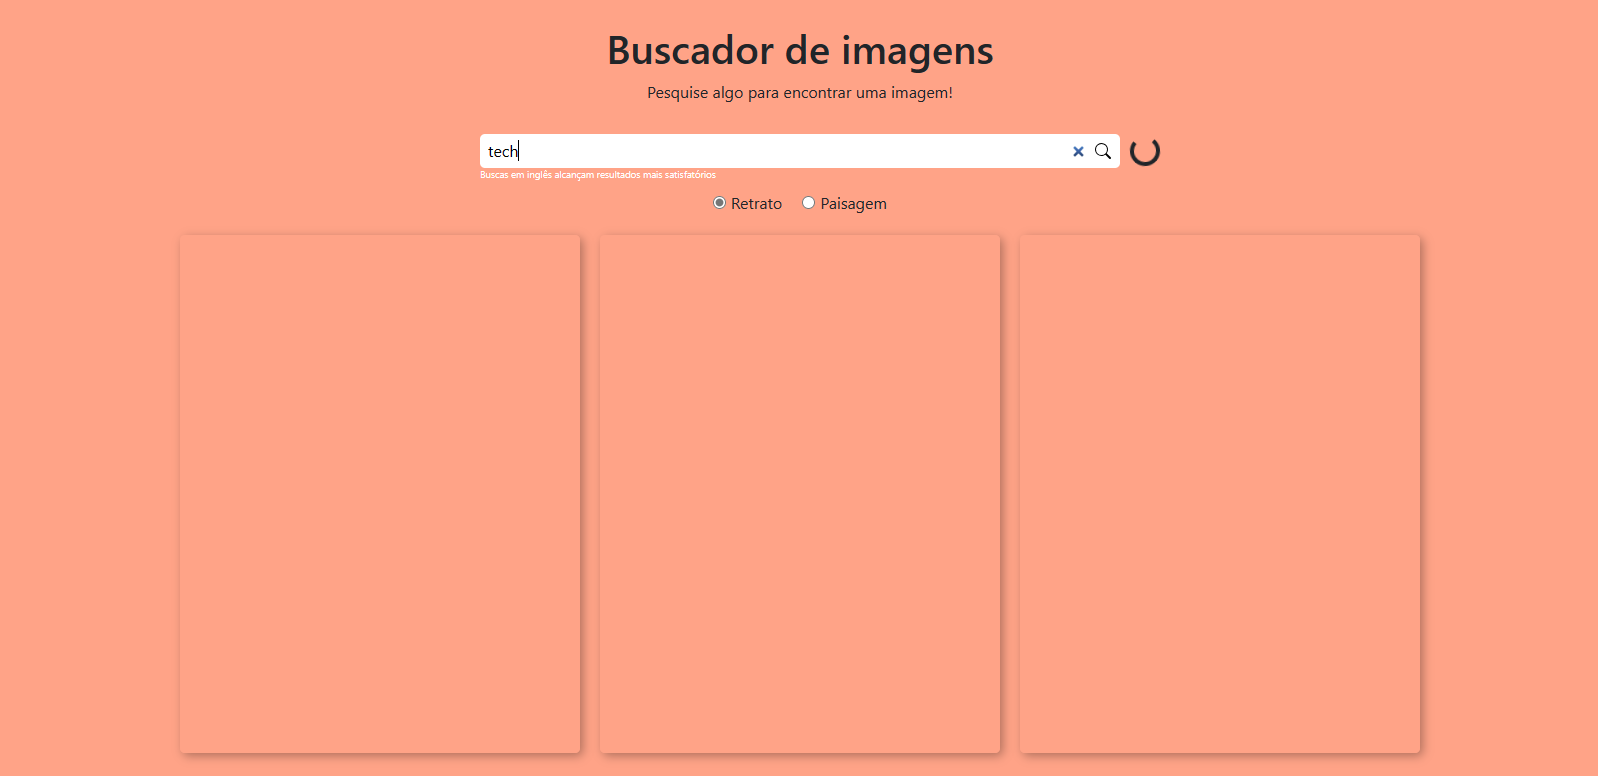 Buscador de imagens
Pesquise algo para encontrar uma imagem!
tech
Buscas em inglês alcançam resultados mais satisfatórios
Retrato Paisagem